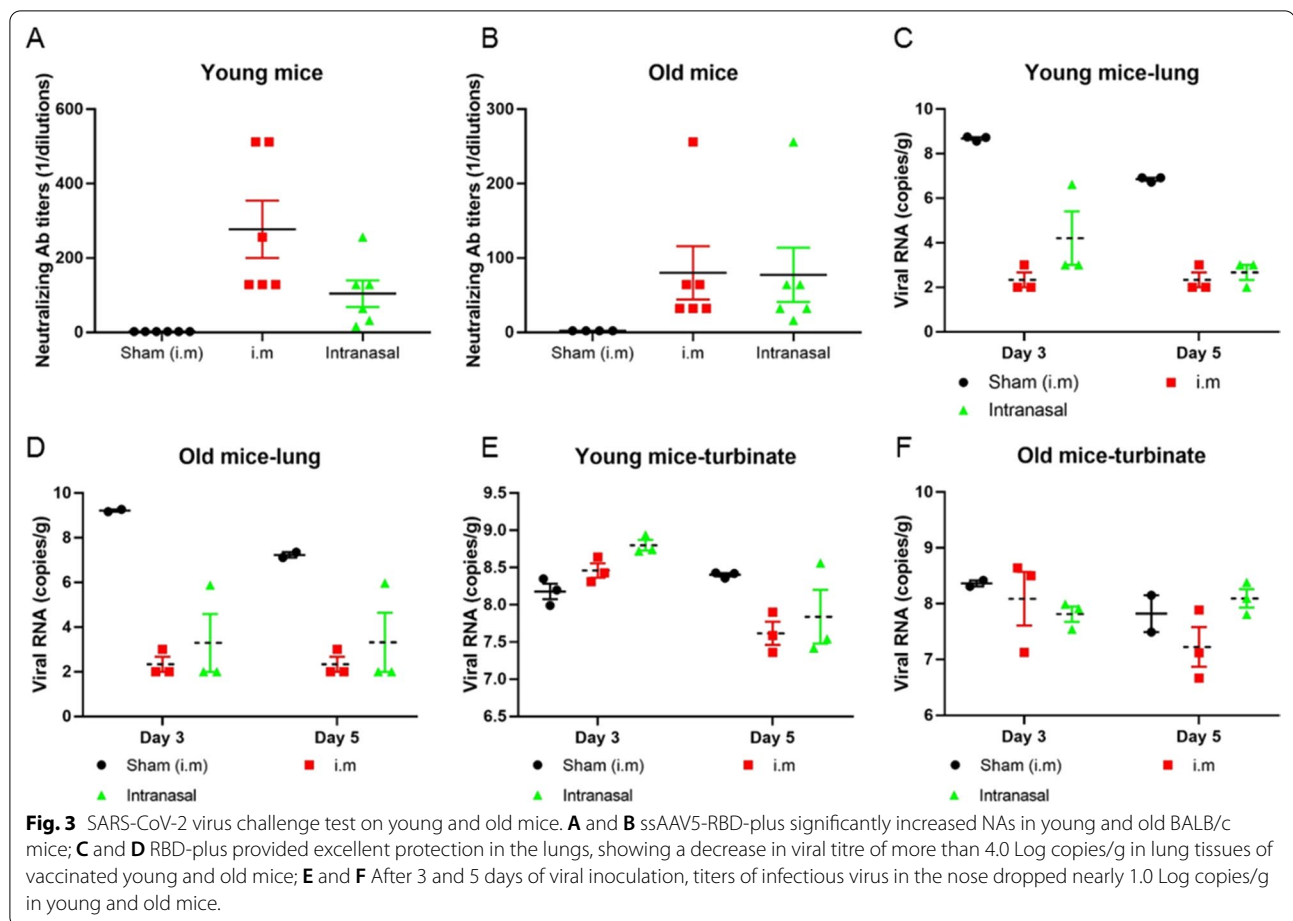 A
Young mice
Neutralizing Ab titers (1/dilutions)
600
400
200
0
Sham (i.m)
i.m
Intranasal
B
Old mice
Neutralizing Ab titers (1/dilutions)
300
200
100
0
Sham (i.m)
i.m
Intranasal
C
Young mice-lung
Viral RNA (copies/g)
10
8
6
4
2
0
Day 3
Day 5
Sham (i.m)
i.m
Intranasal
D
Old mice-lung
Viral RNA (copies/g)
10
8
6
4
2
0
Day 3
Day 5
Sham (i.m)
i.m
Intranasal
E
Young mice-turbinate
Viral RNA (copies/g)
9.5
9.0
8.5
8.0
7.5
7.0
6.5
Day 3
Day 5
Sham (i.m)
i.m
Intranasal
F
Old mice-turbinate
Viral RNA (copies/g)
10
9
8
7
6
Day 3
Day 5
Sham (i.m)
i.m
Intranasal
Fig. 3 SARS-CoV-2 virus challenge test on young and old mice. A and B ssAAV5-RBD-plus significantly increased NAs in young and old BALB/c
mice; C and D RBD-plus provided excellent protection in the lungs, showing a decrease in viral titre of more than 4.0 Log copies/g in lung tissues of
vaccinated young and old mice; E and F After 3 and 5 days of viral inoculation, titers of infectious virus in the nose dropped nearly 1.0 Log copies/g
in young and old mice.